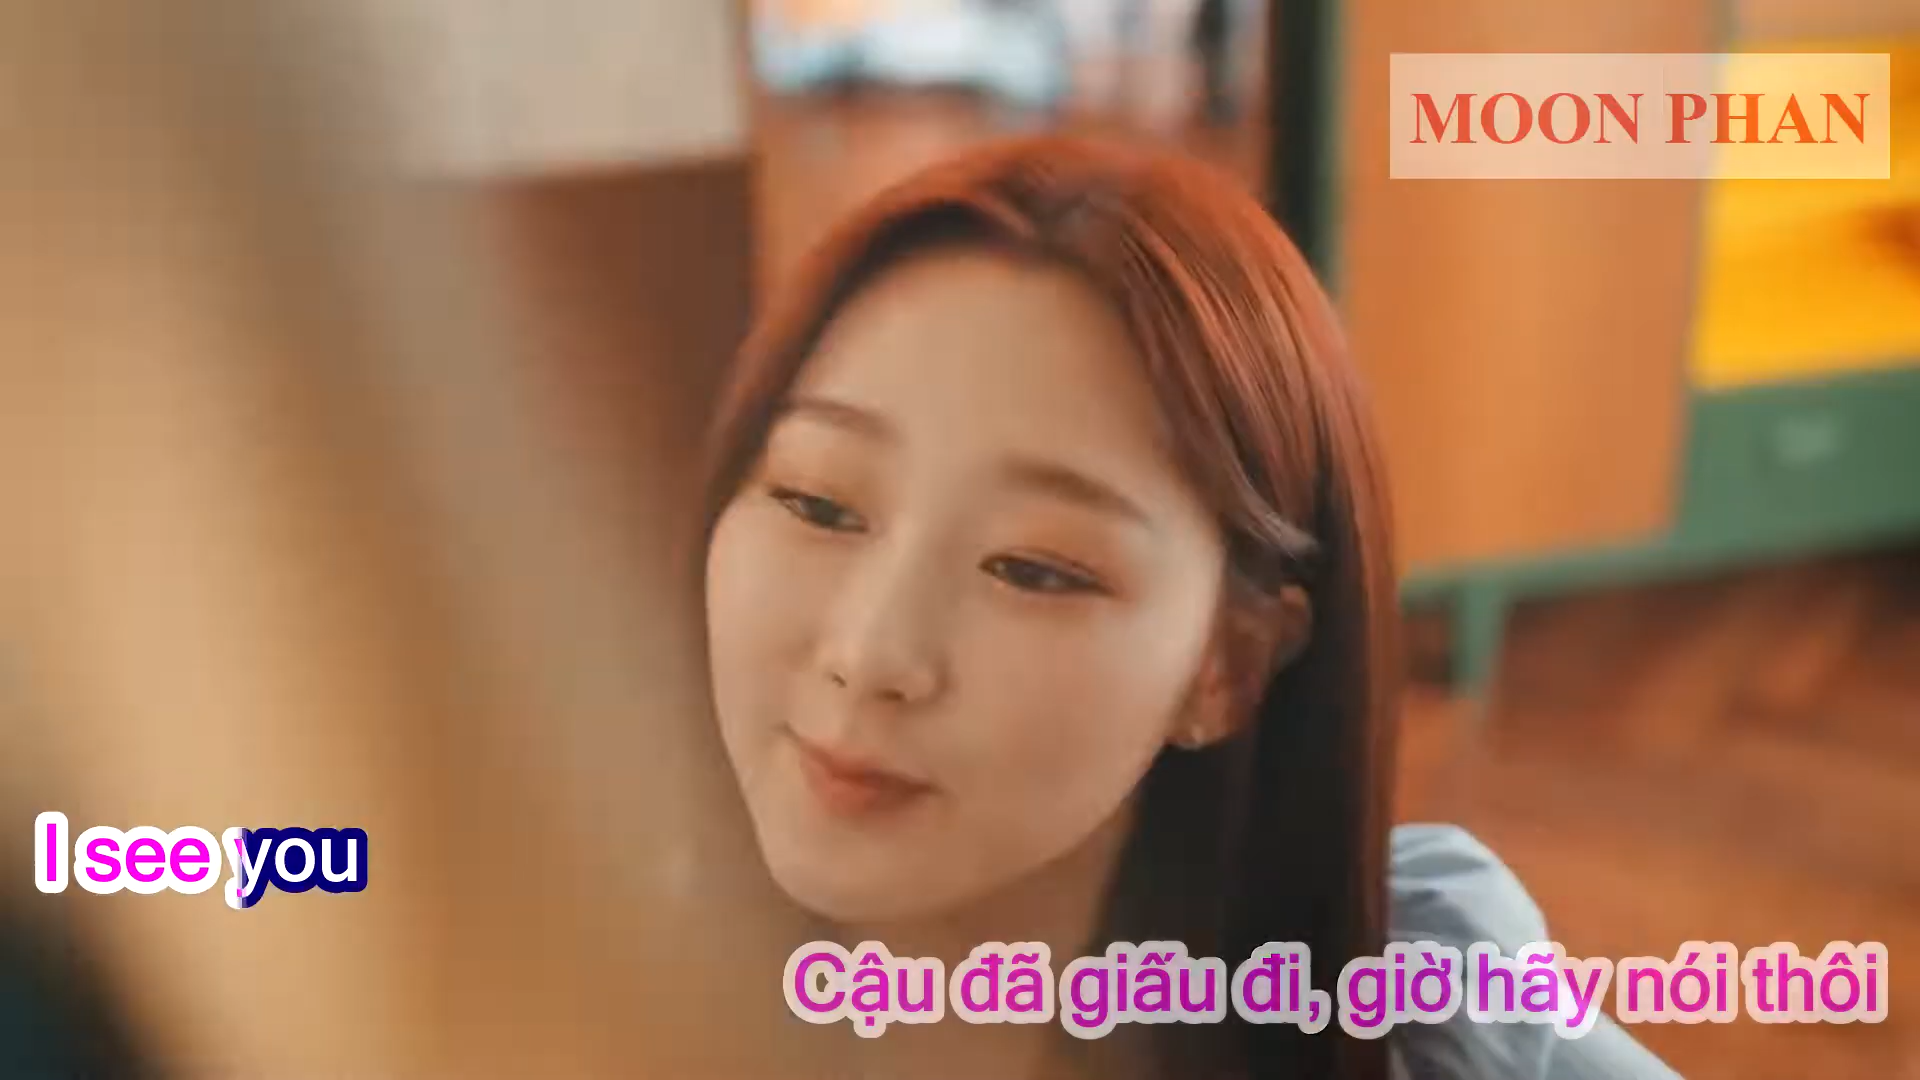 MOON PHAN
I see you
Cậu đã giấu đi, giờ hãy nói thôi